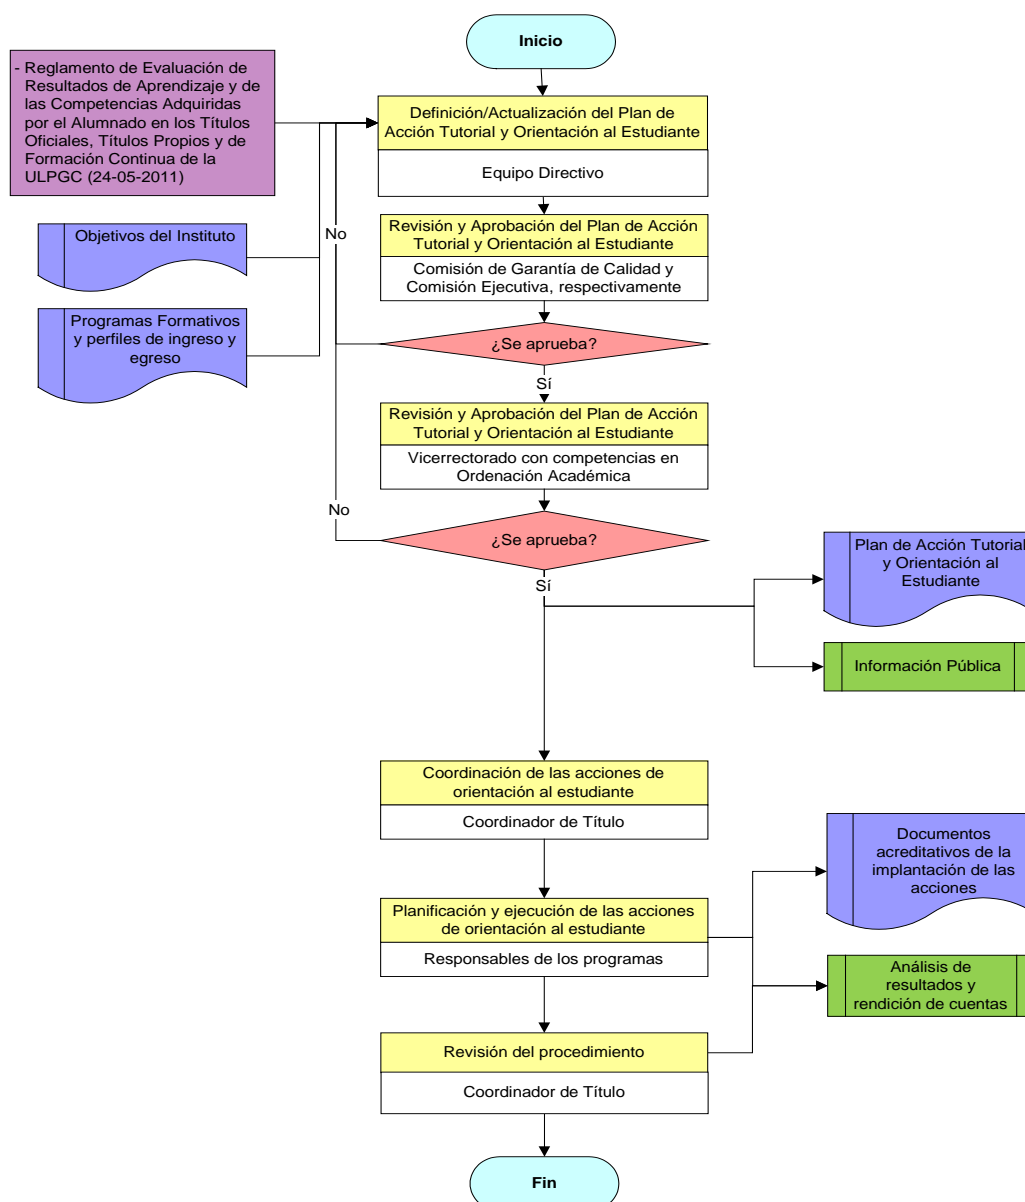 Inicio
- Reglamento de Evaluación de
Resultados de Aprendizaje y de
las Competencias Adquiridas
por el Alumnado en los Títulos
Oficiales, Títulos Propios y de
Formación Continua de la
ULPGC (24-05-2011)
Definición/Actualización del Plan de
Acción Tutorial y Orientación al Estudiante
Equipo Directivo
Objetivos del Instituto
No
Revisión y Aprobación del Plan de Acción
Tutorial y Orientación al Estudiante
Comisión de Garantía de Calidad y
Comisión Ejecutiva, respectivamente
Programas Formativos
y perfiles de ingreso y
egreso
¿Se aprueba?
Sí
Revisión y Aprobación del Plan de Acción
Tutorial y Orientación al Estudiante
Vicerrectorado con competencias en
Ordenación Académica
No
¿Se aprueba?
Sí
Plan de Acción Tutorial
y Orientación al
Estudiante
Información Pública
Coordinación de las acciones de
orientación al estudiante
Coordinador de Título
Documentos
acreditativos de la
implantación de las
acciones
Planificación y ejecución de las acciones
de orientación al estudiante
Responsables de los programas
Análisis de
resultados y
rendición de cuentas
Revisión del procedimiento
Coordinador de Título
Fin